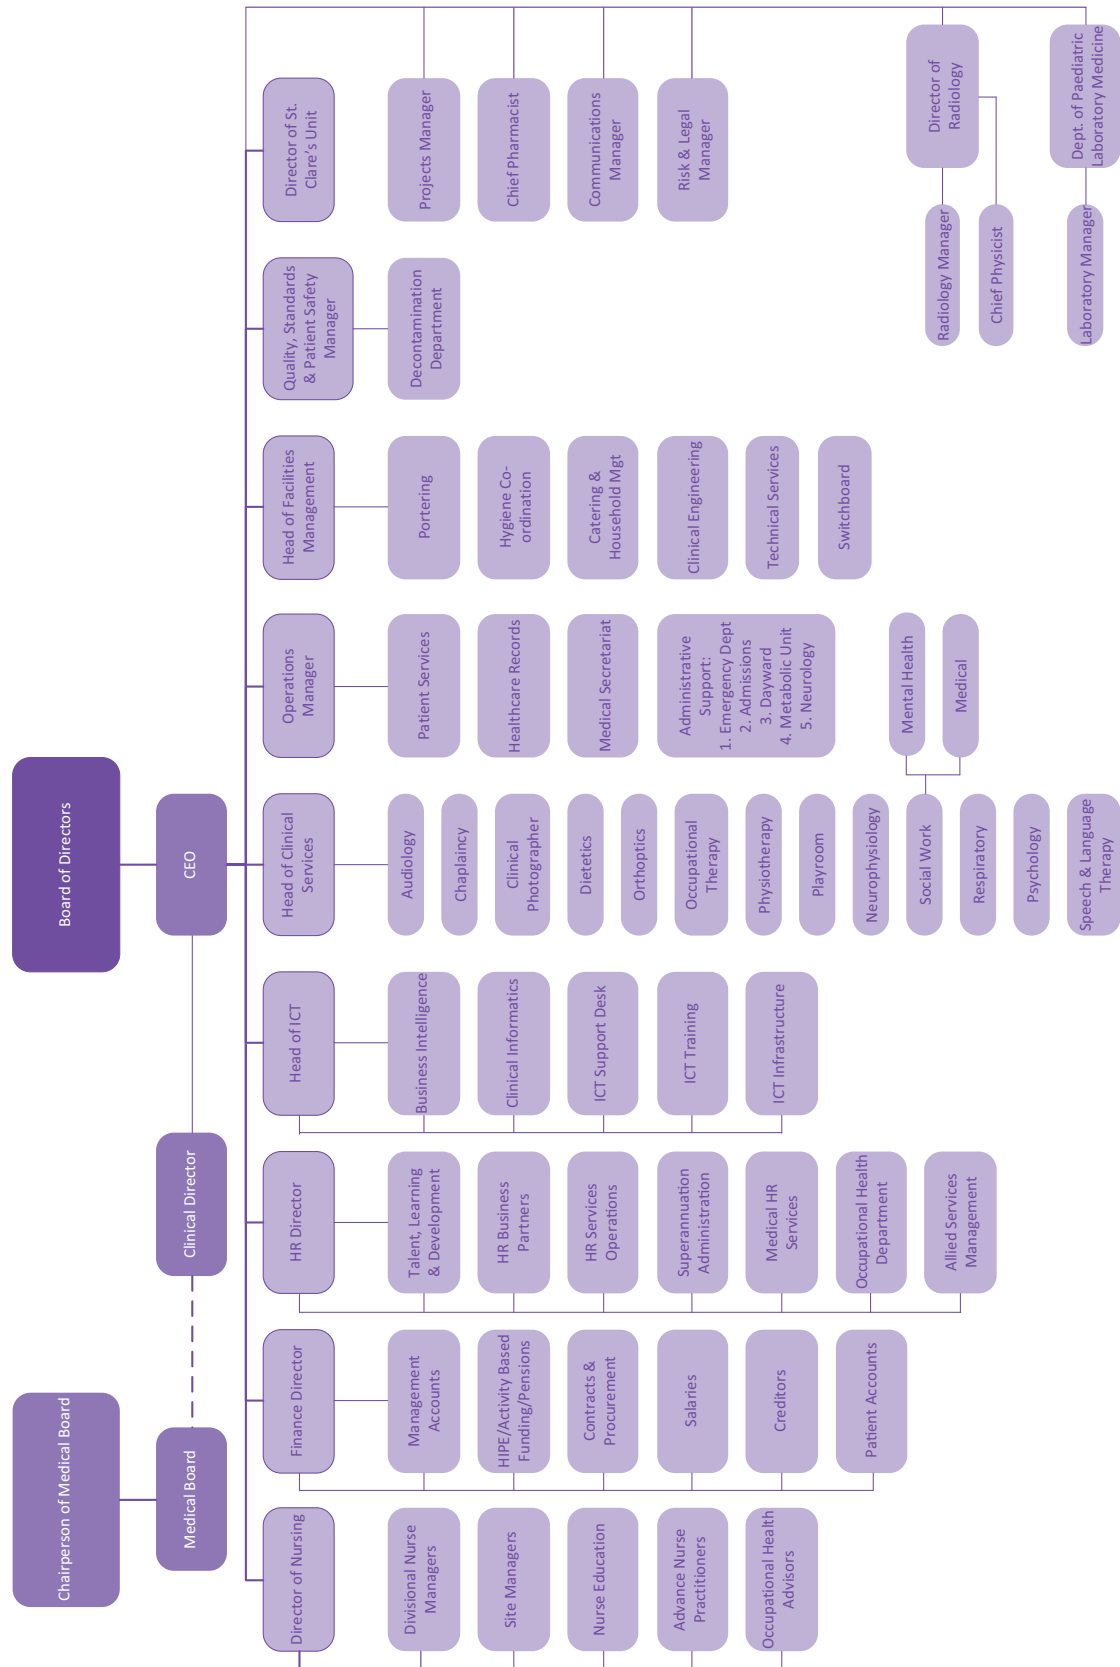 Chairperson of Medical Board
Board of Directors
Medical Board
Clinical Director
CEO
Director of Nursing
Divisional Nurse
Managers
Site Managers
Nurse Education
Advance Nurse
Practitioners
Occupational Health
Advisors
Finance Director
Management
Accounts
HIPE/Activity Based
Funding/Pensions
Contracts &
Procurement
Salaries
Creditors
Patient Accounts
HR Director
Talent, Learning
& Development
HR Business
Partners
HR Services
Operations
Superannuation
Administration
Medical HR
Services
Occupational Health
Department
Allied Services
Management
Head of ICT
Business Intelligence
Clinical Informatics
ICT Support Desk
ICT Training
ICT Infrastructure
Head of Clinical
Services
Audiology
Chaplaincy
Clinical
Photographer
Dietetics
Orthoptics
Occupational
Therapy
Physiotherapy
Playroom
Neurophysiology
Social Work
Mental Health
Medical
Respiratory
Psychology
Speech & Language
Therapy
Operations
Manager
Patient Services
Healthcare Records
Medical Secretariat
Administrative
Support:
1. Emergency Dept
2. Admissions
3. Dayward
4. Metabolic Unit
5. Neurology
Head of Facilities
Management
Portering
Hygiene Co-
ordination
Catering &
Household Mgt
Clinical Engineering
Technical Services
Switchboard
Quality, Standards
& Patient Safety
Manager
Decontamination
Department
Director of St.
Clare's Unit
Projects Manager
Chief Pharmacist
Communications
Manager
Risk & Legal
Manager
Director of
Radiology
Radiology Manager
Chief Physicist
Dept. of Paediatric
Laboratory Medicine
Laboratory Manager